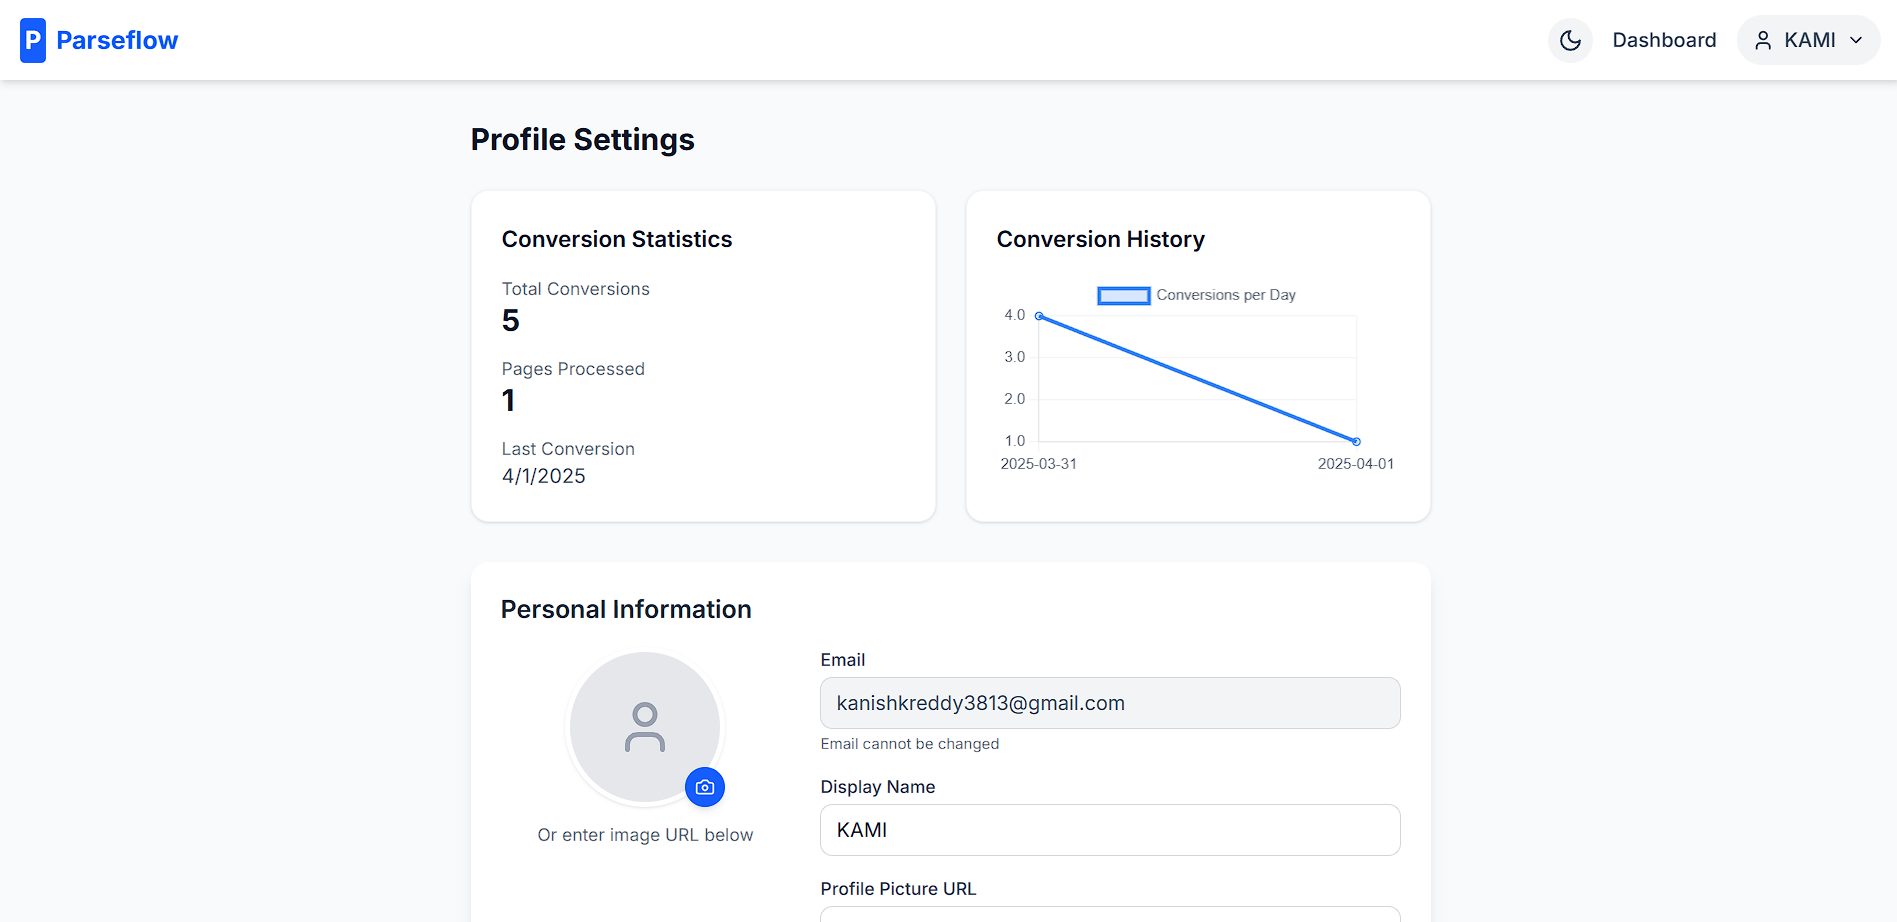 P Parseflow
Dashboard
KAMI
Profile Settings
Conversion Statistics
Total Conversions
5
Pages Processed
1
Last Conversion
4/1/2025
Conversion History
Conversions per Day
4.0
3.0
2.0
1.0
2025-03-31
2025-04-01
Personal Information
Or enter image URL below
Email
kanishkreddy3813@gmail.com
Email cannot be changed
Display Name
KAMI
Profile Picture URL